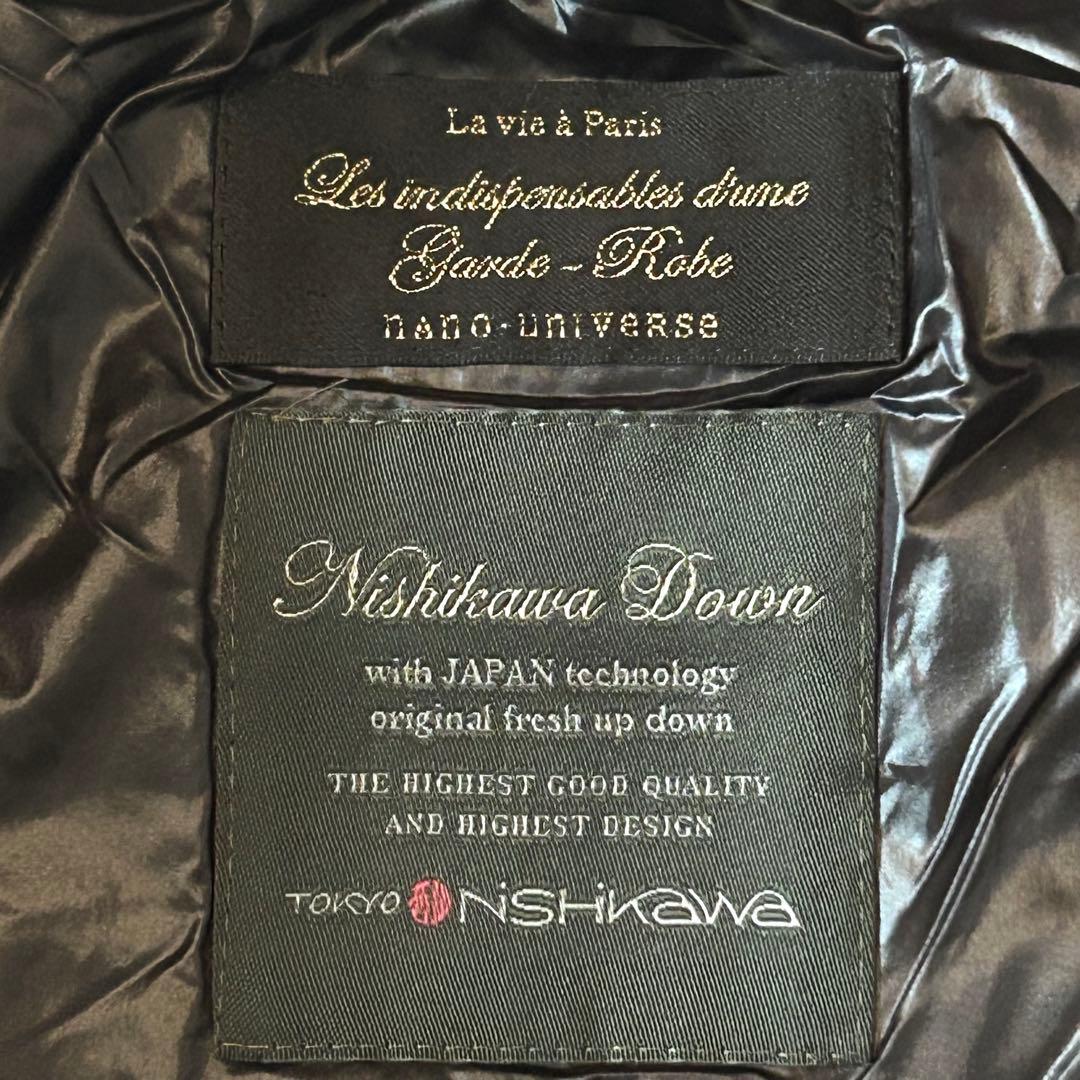 La vie à Paris
Les indispensables d'une
Garde - Robe
nano·universe
Nishikawa Down
with JAPAN technology
original fresh up down
THE HIGHEST GOOD QUALITY
AND HIGHEST DESIGN
TOKYO NiSHiKaWa